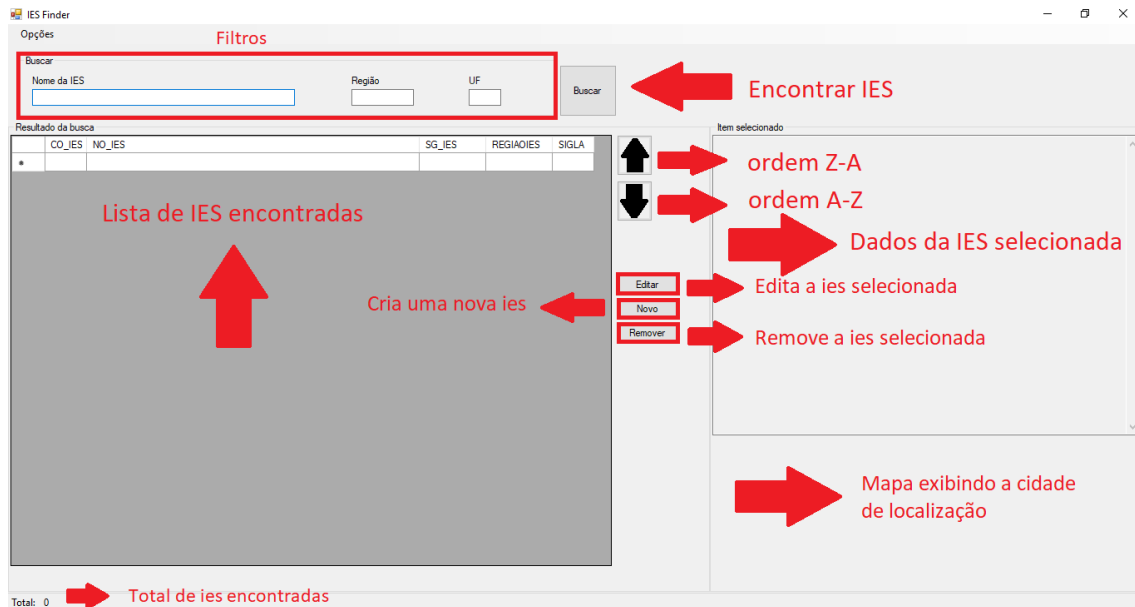 IES Finder
Opções
Filtros
Buscar
Nome da IES
Região
UF
Buscar
Encontrar IES
Resultado da busca
Item selecionado
CO_IES NO_IES SG_IES REGIAOIES SIGLA
ordem Z-A
ordem A-Z
Lista de IES encontradas
Dados da IES selecionada
Editar
Edita a ies selecionada
Cria uma nova ies
Novo
Remover
Remove a ies selecionada
Mapa exibindo a cidade
de localização
Total: 0
Total de ies encontradas